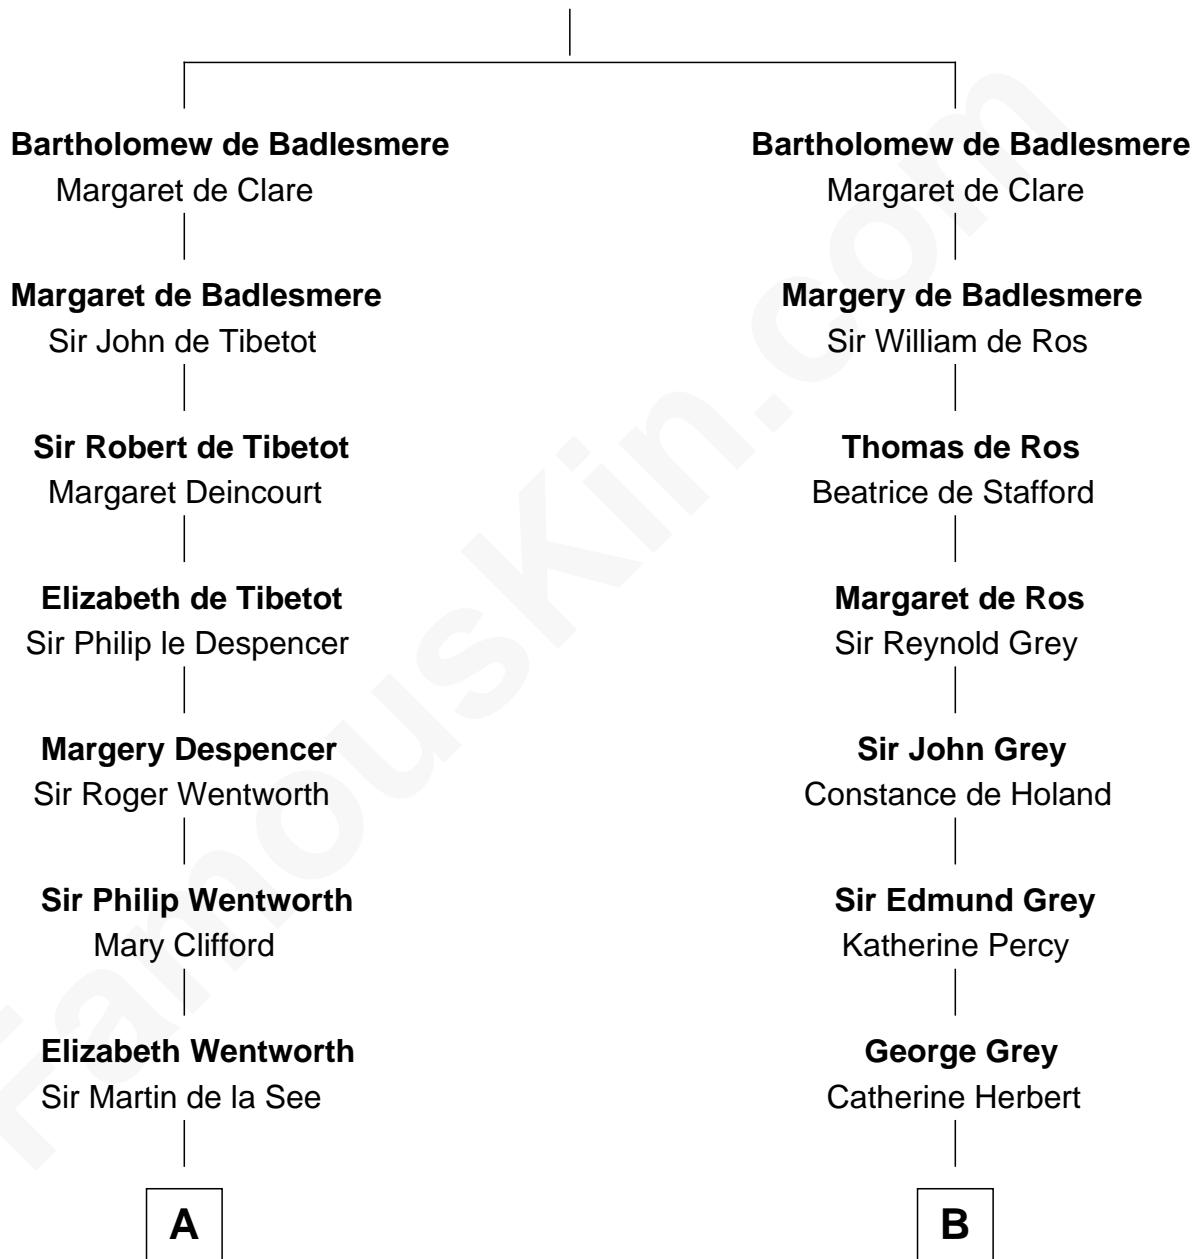 Bartholomew de Badlesmere
Margaret de Clare
Margaret de Badlesmere
Sir John de Tibetot
Sir Robert de Tibetot
Margaret Deincourt
Elizabeth de Tibetot
Sir Philip le Despencer
Margery Despencer
Sir Roger Wentworth
Sir Philip Wentworth
Mary Clifford
Elizabeth Wentworth
Sir Martin de la See
A
Bartholomew de Badlesmere
Margaret de Clare
Margery de Badlesmere
Sir William de Ros
Thomas de Ros
Beatrice de Stafford
Margaret de Ros
Sir Reynold Grey
Sir John Grey
Constance de Holand
Sir Edmund Grey
Katherine Percy
George Grey
Catherine Herbert
B
FamousKin.com